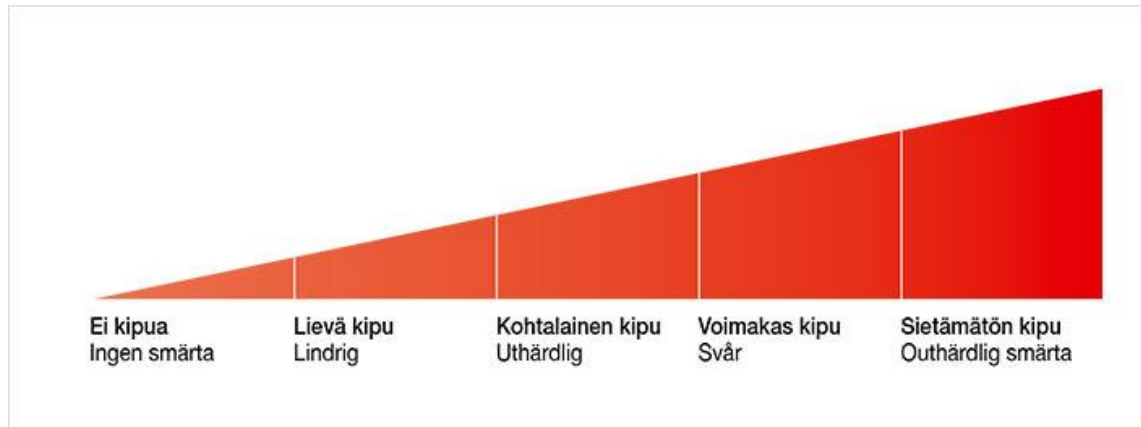 Ei kipua
Ingen smärta
Lievä kipu
Lindrig
Kohtalainen kipu
Uthärdlig
Voimakas kipu
Svår
Sietämätön kipu
Outhärdlig smärta